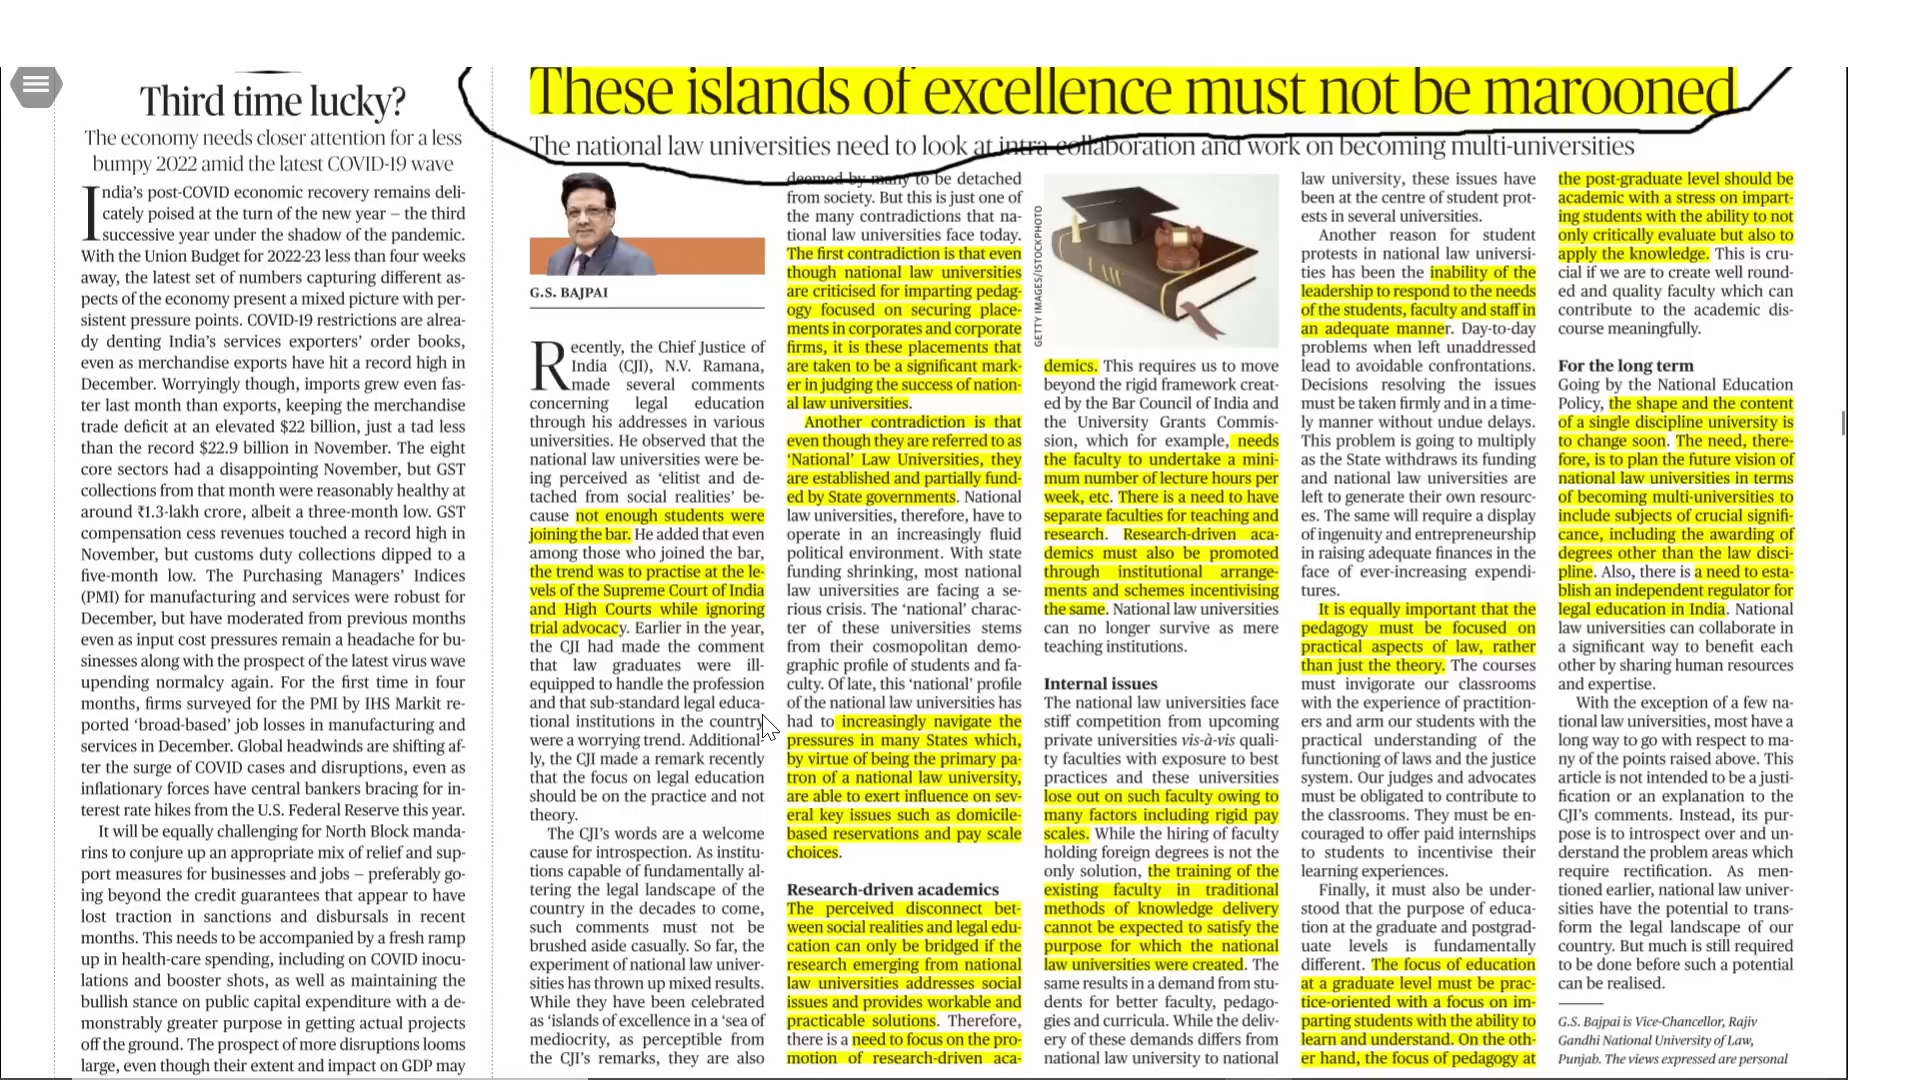 Third time lucky?
The economy needs closer attention for a less
bumpy 2022 amid the latest COVID-19 wave
India's post-COVID economic recovery remains deli-
cately poised at the turn of the new year – the third
successive year under the shadow of the pandemic.
With the Union Budget for 2022-23 less than four weeks
away, the latest set of numbers capturing different as-
pects of the economy present a mixed picture with per-
sistent pressure points. COVID-19 restrictions are alrea-
dy denting India's services exporters' order books,
even as merchandise exports have hit a record high in
December. Worryingly though, imports grew even fas-
ter last month than exports, keeping the merchandise
trade deficit at an elevated $22 billion, just a tad less
than the record $22.9 billion in November. The eight
core sectors had a disappointing November, but GST
collections from that month were reasonably healthy at
around ₹1.3-lakh crore, albeit a three-month low. GST
compensation cess revenues touched a record high in
November, but customs duty collections dipped to a
five-month low. The Purchasing Managers' Indices
(PMI) for manufacturing and services were robust for
December, but have moderated from previous months
even as input cost pressures remain a headache for bu-
sinesses along with the prospect of the latest virus wave
upending normalcy again. For the first time in four
months, firms surveyed for the PMI by IHS Markit re-
ported 'broad-based' job losses in manufacturing and
services in December. Global headwinds are shifting af-
ter the surge of COVID cases and disruptions, even as
inflationary forces have central bankers bracing for in-
terest rate hikes from the U.S. Federal Reserve this year.
It will be equally challenging for North Block manda-
rins to conjure up an appropriate mix of relief and sup-
port measures for businesses and jobs – preferably go-
ing beyond the credit guarantees that appear to have
lost traction in sanctions and disbursals in recent
months. This needs to be accompanied by a fresh ramp
up in health-care spending, including on COVID inocu-
lations and booster shots, as well as maintaining the
bullish stance on public capital expenditure with a de-
monstrably greater purpose in getting actual projects
off the ground. The prospect of more disruptions looms
large, even though their extent and impact on GDP may
These islands of excellence must not be marooned
The national law universities need to look at intra collaboration and work on becoming multi-universities
G.S. BAJPAI
Recently, the Chief Justice of
India (CJI), N.V. Ramana,
made several comments
concerning legal education
through his addresses in various
universities. He observed that the
national law universities were be-
ing perceived as 'elitist and de-
tached from social realities' be-
cause not enough students were
joining the bar. He added that even
among those who joined the bar,
the trend was to practise at the le-
vels of the Supreme Court of India
and High Courts while ignoring
trial advocacy. Earlier in the year,
the CJI had made the comment
that law graduates were ill-
equipped to handle the profession
and that sub-standard legal educa-
tional institutions in the country
were a worrying trend. Additional-
ly, the CJI made a remark recently
that the focus on legal education
should be on the practice and not
theory.
The CJI's words are a welcome
cause for introspection. As institu-
tions capable of fundamentally al-
tering the legal landscape of the
country in the decades to come,
such comments must not be
brushed aside casually. So far, the
experiment of national law univer-
sities has thrown up mixed results.
While they have been celebrated
as 'islands of excellence in a 'sea of
mediocrity, as perceptible from
the CJI's remarks, they are also
deemed by many to be detached
from society. But this is just one of
the many contradictions that na-
tional law universities face today.
The first contradiction is that even
though national law universities
are criticised for imparting pedag-
ogy focused on securing place-
ments in corporates and corporate
firms, it is these placements that
are taken to be a significant mark-
er in judging the success of nation-
al law universities.
Another contradiction is that
even though they are referred to as
'National' Law Universities, they
are established and partially fund-
ed by State governments. National
law universities, therefore, have to
operate in an increasingly fluid
political environment. With state
funding shrinking, most national
law universities are facing a se-
rious crisis. The 'national' charac-
ter of these universities stems
from their cosmopolitan demo-
graphic profile of students and fa-
culty. Of late, this 'national' profile
of the national law universities has
had to increasingly navigate the
pressures in many States which,
by virtue of being the primary pa-
tron of a national law university,
are able to exert influence on sev-
eral key issues such as domicile-
based reservations and pay scale
choices.
Research-driven academics
The perceived disconnect bet-
ween social realities and legal edu-
cation can only be bridged if the
research emerging from national
law universities addresses social
issues and provides workable and
practicable solutions. Therefore,
there is a need to focus on the pro-
motion of research-driven aca-
GETTY IMAGES/ISTOCKPHOTO
LAW
demics. This requires us to move
beyond the rigid framework creat-
ed by the Bar Council of India and
the University Grants Commis-
sion, which for example, needs
the faculty to undertake a mini-
mum number of lecture hours per
week, etc. There is a need to have
separate faculties for teaching and
research. Research-driven aca-
demics must also be promoted
through institutional arrange-
ments and schemes incentivising
the same. National law universities
can no longer survive as mere
teaching institutions.
Internal issues
The national law universities face
stiff competition from upcoming
private universities vis-à-vis quali-
ty faculties with exposure to best
practices and these universities
lose out on such faculty owing to
many factors including rigid pay
scales. While the hiring of faculty
holding foreign degrees is not the
only solution, the training of the
existing faculty in traditional
methods of knowledge delivery
cannot be expected to satisfy the
purpose for which the national
law universities were created. The
same results in a demand from stu-
dents for better faculty, pedago-
gies and curricula. While the deliv-
ery of these demands differs from
national law university to national
law university, these issues have
been at the centre of student prot-
ests in several universities.
Another reason for student
protests in national law universi-
ties has been the inability of the
leadership to respond to the needs
of the students, faculty and staff in
an adequate manner. Day-to-day
problems when left unaddressed
lead to avoidable confrontations.
Decisions resolving the issues
must be taken firmly and in a time-
ly manner without undue delays.
This problem is going to multiply
as the State withdraws its funding
and national law universities are
left to generate their own resourc-
es. The same will require a display
of ingenuity and entrepreneurship
in raising adequate finances in the
face of ever-increasing expendi-
tures.
It is equally important that the
pedagogy must be focused on
practical aspects of law, rather
than just the theory. The courses
must invigorate our classrooms
with the experience of practition-
ers and arm our students with the
practical understanding of the
functioning of laws and the justice
system. Our judges and advocates
must be obligated to contribute to
the classrooms. They must be en-
couraged to offer paid internships
to students to incentivise their
learning experiences.
Finally, it must also be under-
stood that the purpose of educa-
tion at the graduate and postgrad-
uate levels is fundamentally
different. The focus of education
at a graduate level must be prac-
tice-oriented with a focus on im-
parting students with the ability to
learn and understand. On the oth-
er hand, the focus of pedagogy at
the post-graduate level should be
academic with a stress on impart-
ing students with the ability to not
only critically evaluate but also to
apply the knowledge. This is cru-
cial if we are to create well round-
ed and quality faculty which can
contribute to the academic dis-
course meaningfully.
For the long term
Going by the National Education
Policy, the shape and the content
of a single discipline university is
to change soon. The need, there-
fore, is to plan the future vision of
national law universities in terms
of becoming multi-universities to
include subjects of crucial signifi-
cance, including the awarding of
degrees other than the law disci-
pline. Also, there is a need to esta-
blish an independent regulator for
legal education in India. National
law universities can collaborate in
a significant way to benefit each
other by sharing human resources
and expertise.
With the exception of a few na-
tional law universities, most have a
long way to go with respect to ma-
ny of the points raised above. This
article is not intended to be a justi-
fication or an explanation to the
CJI's comments. Instead, its pur-
pose is to introspect over and un-
derstand the problem areas which
require rectification. As men-
tioned earlier, national law univer-
sities have the potential to trans-
form the legal landscape of our
country. But much is still required
to be done before such a potential
can be realised.
G.S. Bajpai is Vice-Chancellor, Rajiv
Gandhi National University of Law,
Punjab. The views expressed are personal